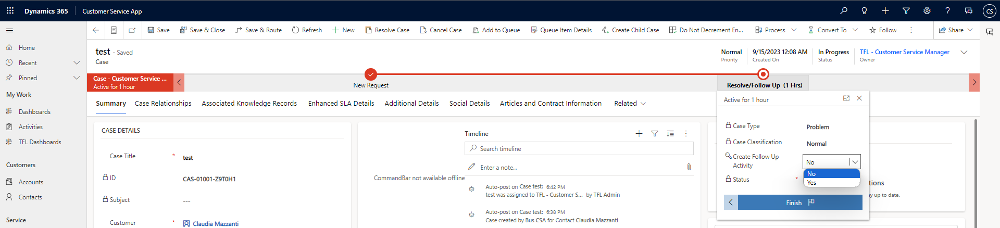 Dynamics 365
Customer Service App
CS
Save
Save & Close
Save & Route
Refresh
New
Resolve Case
Cancel Case
Add to Queue
Queue Item Details
Create Child Case
Do Not Decrement En...
Process
Convert To
Follow
Share
Home
Recent
Pinned
My Work
Dashboards
Activities
TFL Dashboards
Customers
Accounts
Contacts
Service
test - Saved
Case
Normal
Priority
9/15/2023 12:08 AM
Created On
In Progress
Status
TFL - Customer Service Manager
Owner
Case - Customer Service ...
Active for 1 hour
New Request
Resolve/Follow Up (1 Hrs)
Summary
Case Relationships
Associated Knowledge Records
Enhanced SLA Details
Additional Details
Social Details
Articles and Contract Information
Related
CASE DETAILS
Case Title * test
ID CAS-01001-Z9T0H1
Subject ---
Customer * Claudia Mazzanti
Timeline
Search timeline
Enter a note...
CommandBar not available offline
Auto-post on Case test: 6:42 PM
test was assigned to TFL - Customer S... by TFL Admin
Auto-post on Case test: 6:38 PM
Case created by Bus CSA for Contact Claudia Mazzanti
Active for 1 hour
Case Type Problem
Case Classification Normal
Create Follow Up
Activity
No
No
Yes
Status *
Finish
tions
y up to date.